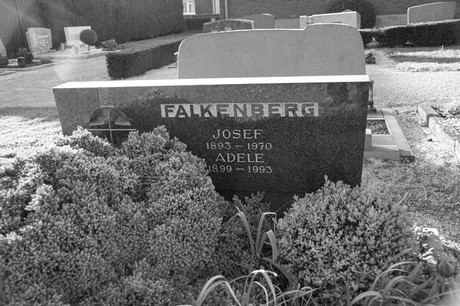 FALKENBERG
JOSEF
1893 – 1970
ADELE
1899 – 1993